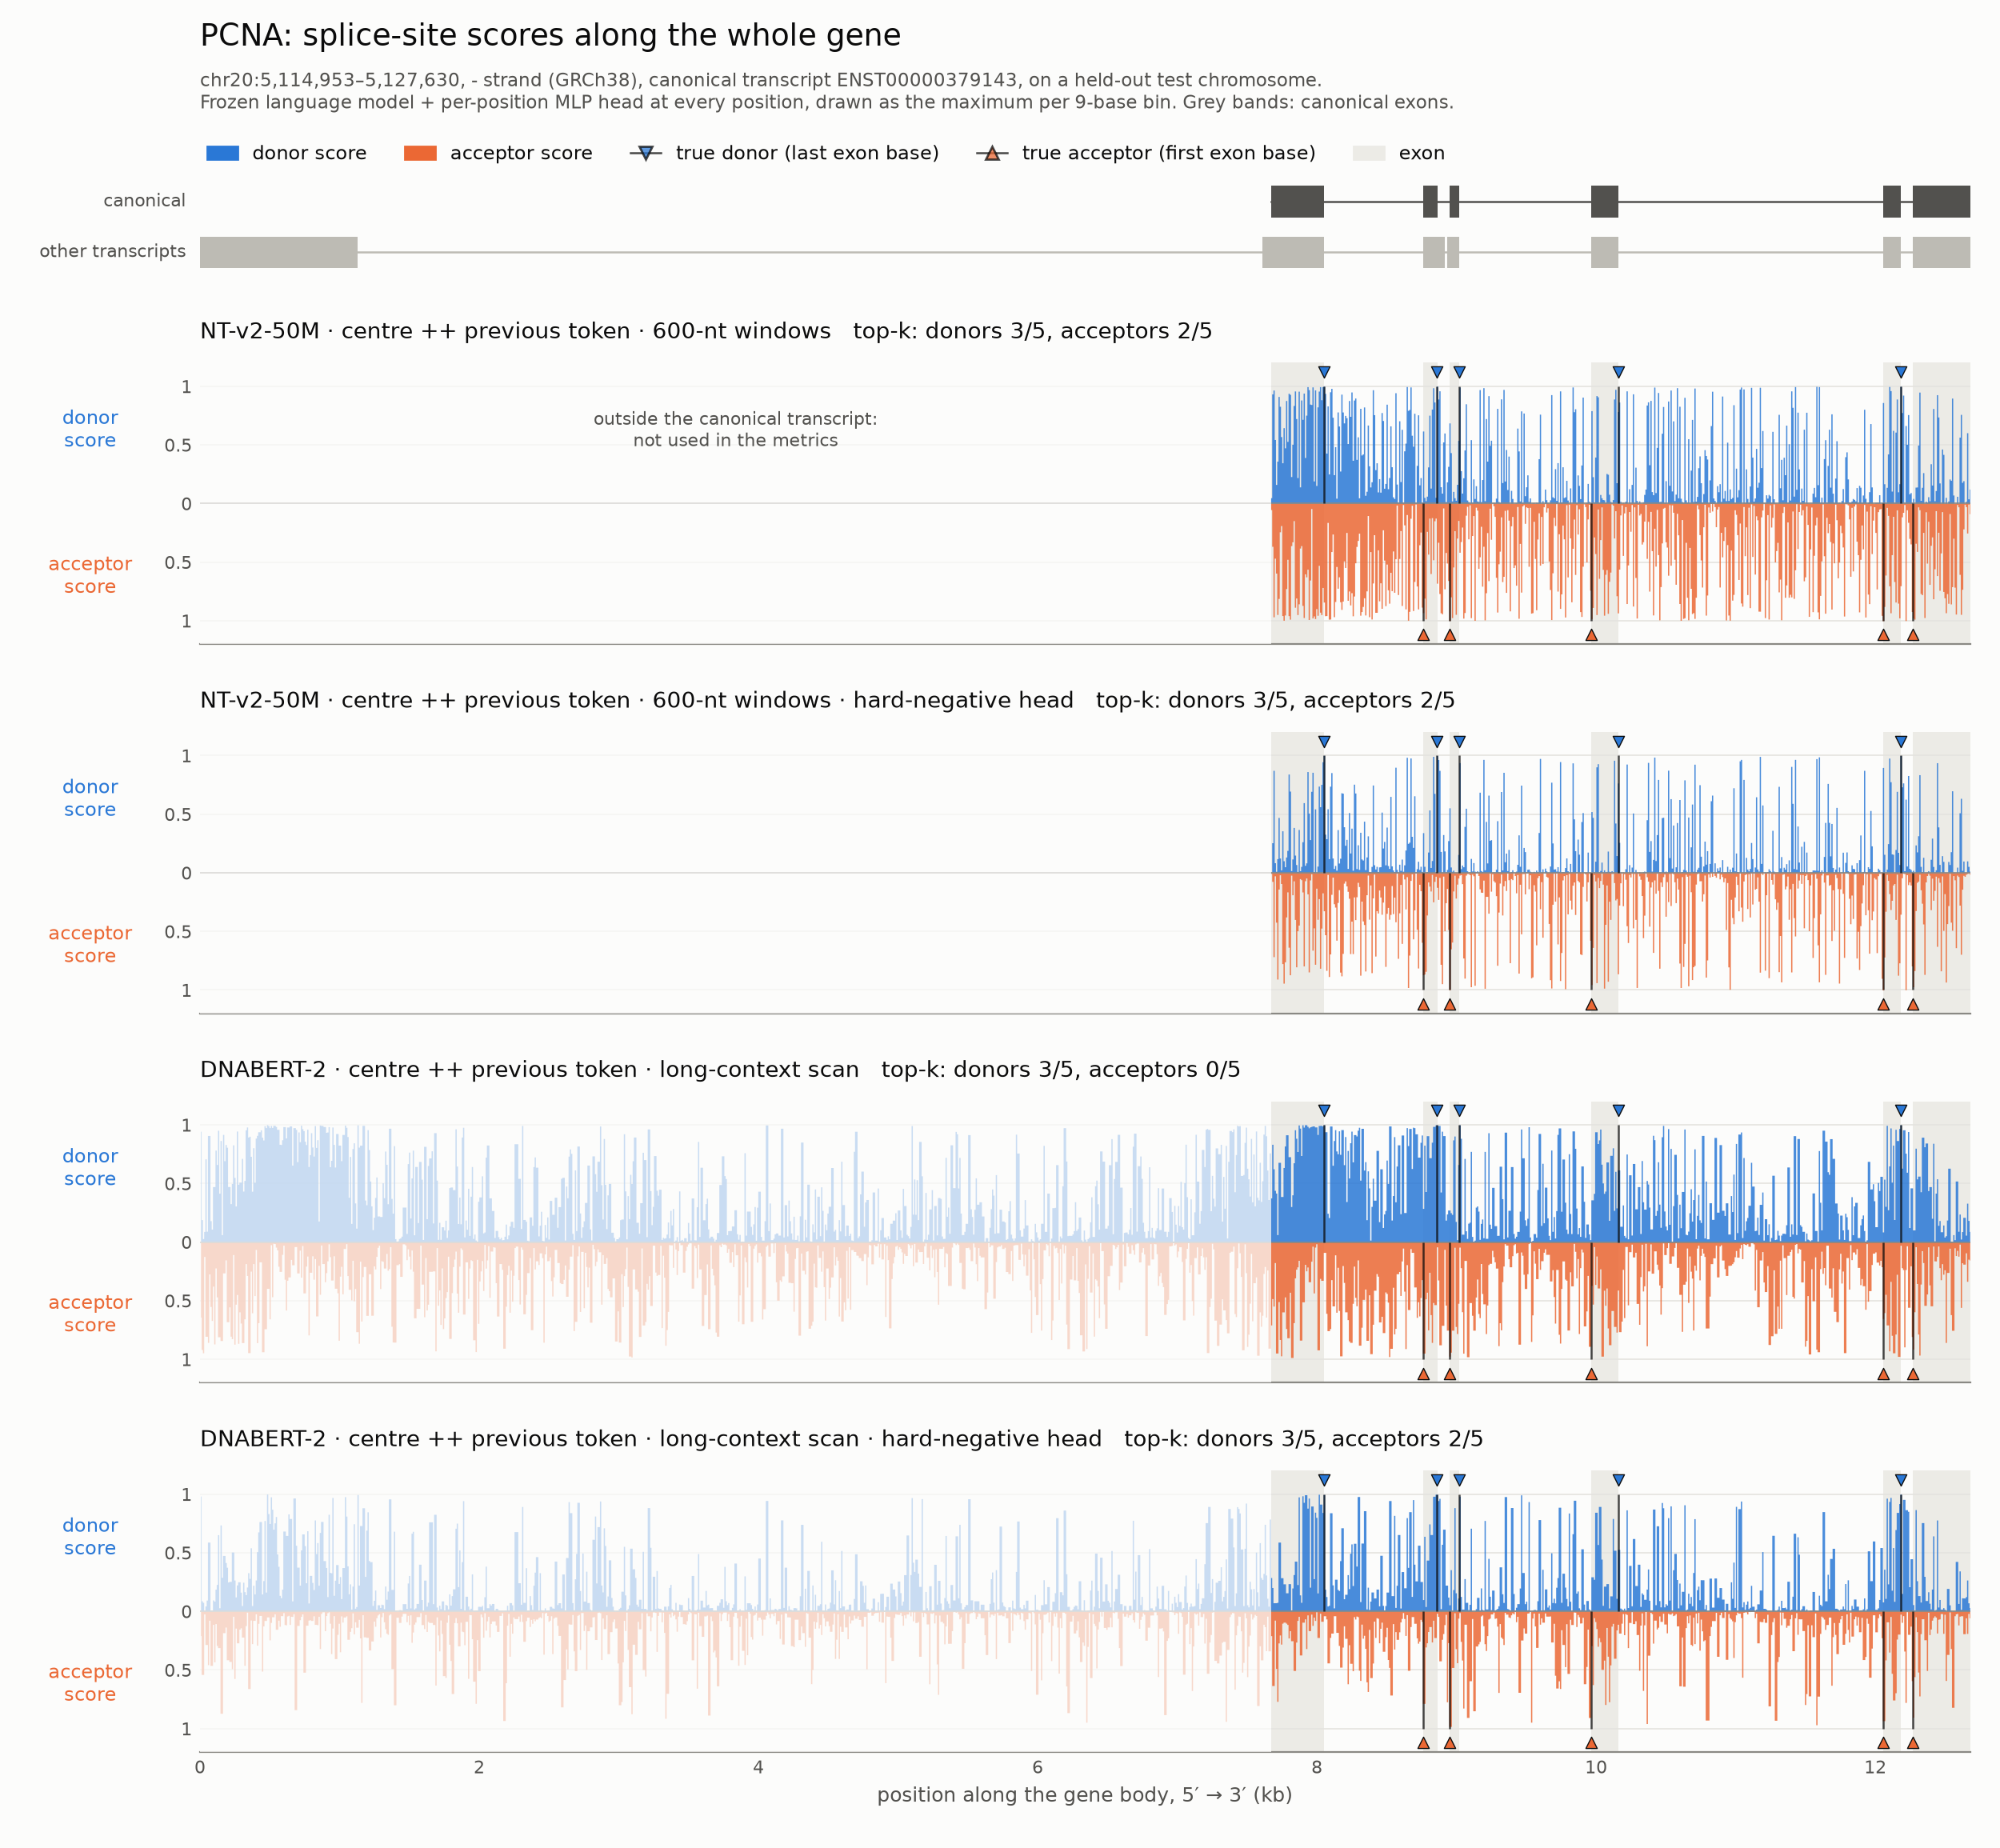 PCNA: splice-site scores along the whole gene
chr20:5,114,953–5,127,630, - strand (GRCh38), canonical transcript ENST00000379143, on a held-out test chromosome.
Frozen language model + per-position MLP head at every position, drawn as the maximum per 9-base bin. Grey bands: canonical exons.
donor score acceptor score true donor (last exon base) true acceptor (first exon base) exon
canonical
other transcripts
NT-v2-50M · centre ++ previous token · 600-nt windows top-k: donors 3/5, acceptors 2/5
1
donor
score
0.5
0
0.5
acceptor
score
1
outside the canonical transcript:
not used in the metrics
NT-v2-50M · centre ++ previous token · 600-nt windows · hard-negative head top-k: donors 3/5, acceptors 2/5
1
donor
score
0.5
0
0.5
acceptor
score
1
DNABERT-2 · centre ++ previous token · long-context scan top-k: donors 3/5, acceptors 0/5
1
donor
score
0.5
0
0.5
acceptor
score
1
DNABERT-2 · centre ++ previous token · long-context scan · hard-negative head top-k: donors 3/5, acceptors 2/5
1
donor
score
0.5
0
0.5
acceptor
score
1
0 2 4 6 8 10 12
position along the gene body, 5′ → 3′ (kb)